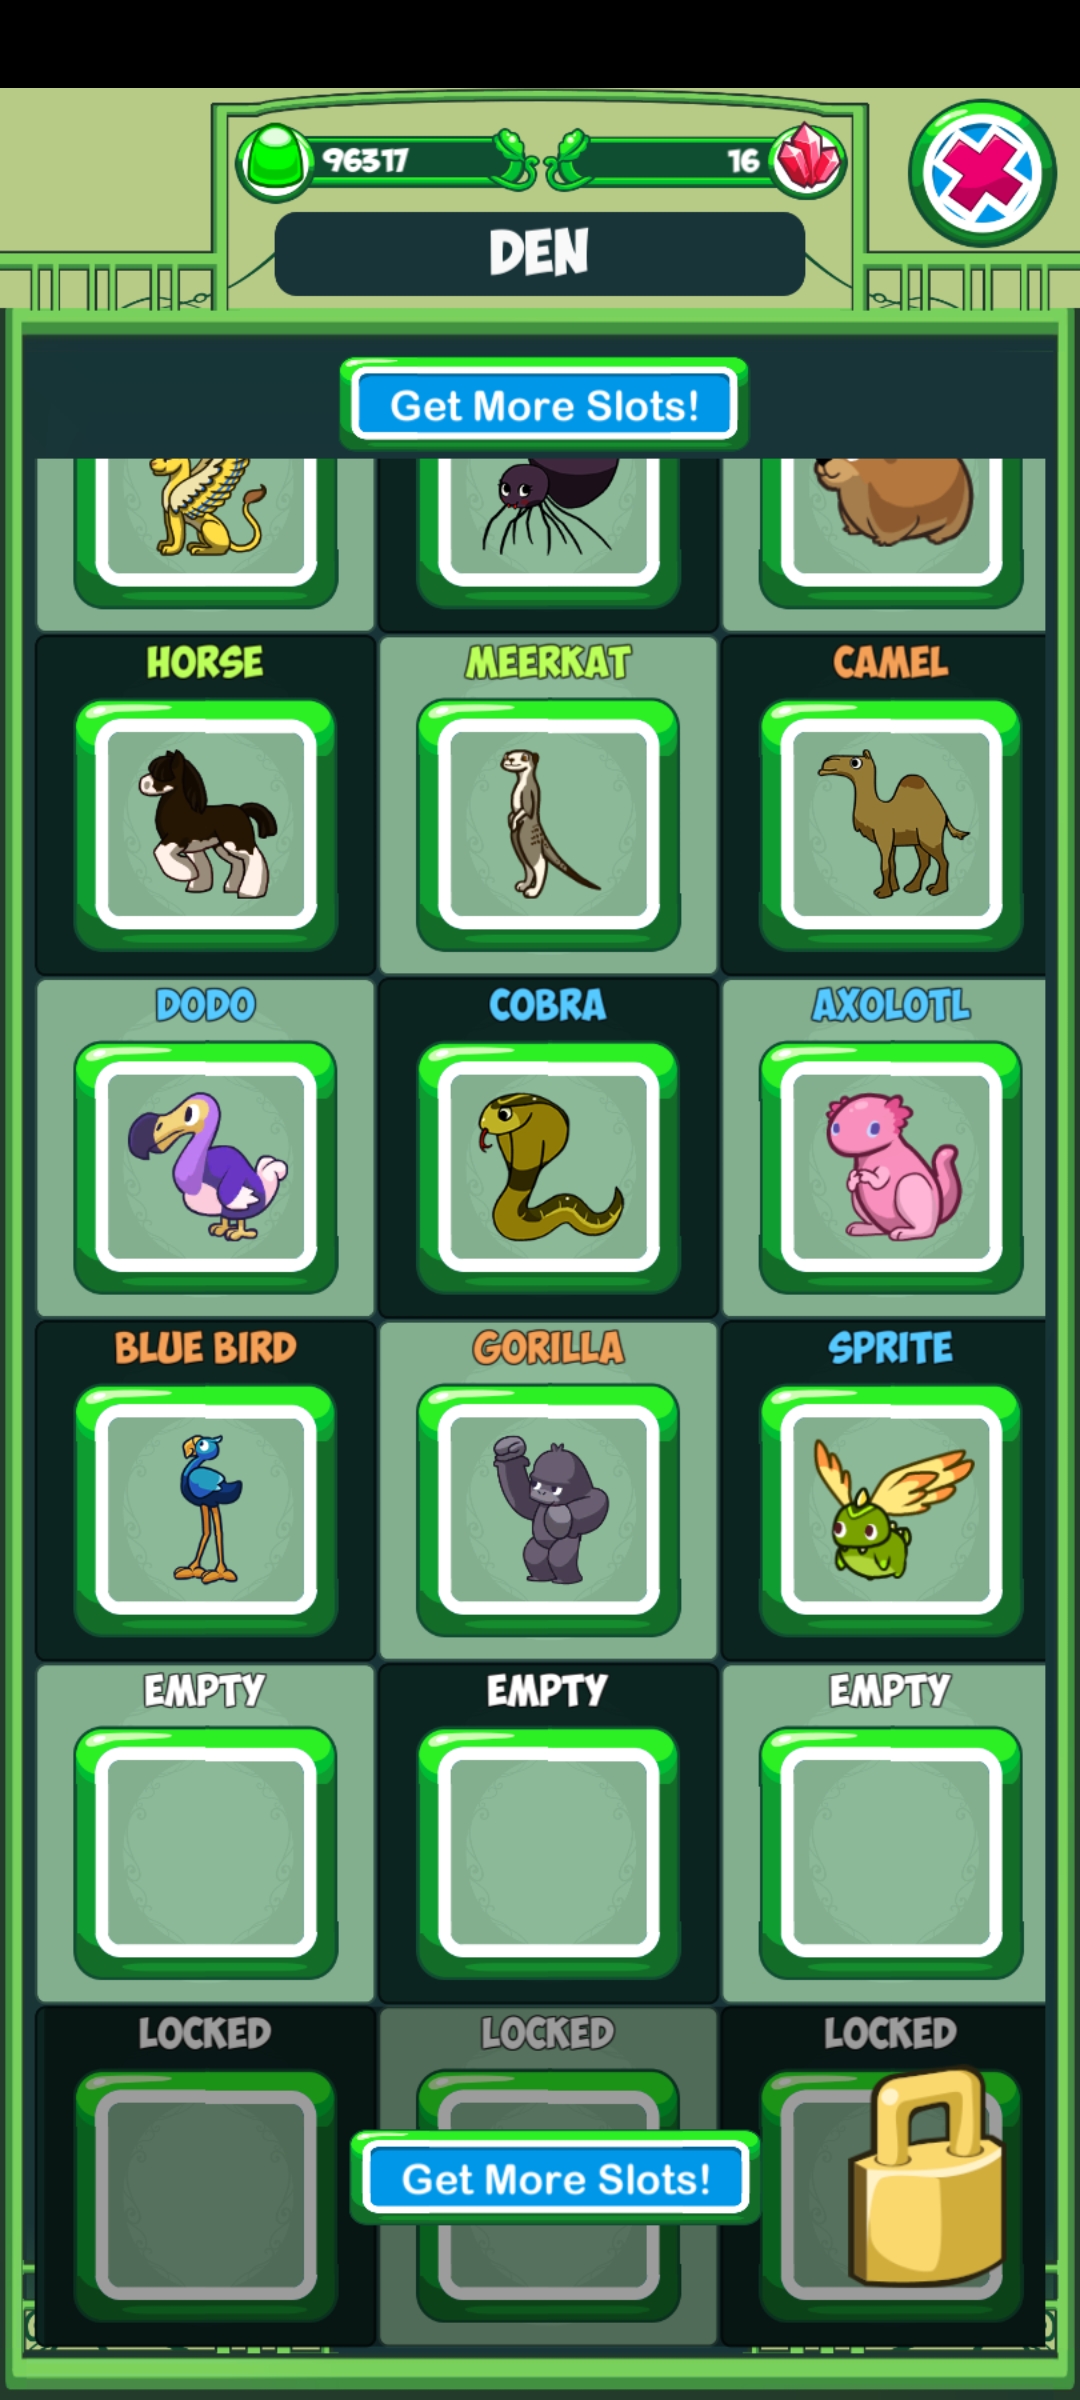 96317
16
DEN
Get More Slots!
HORSE
MEERKAT
CAMEL
DODO
COBRA
AXOLOTL
BLUE BIRD
GORILLA
SPRITE
EMPTY
EMPTY
EMPTY
LOCKED
LOCKED
LOCKED
Get More Slots!